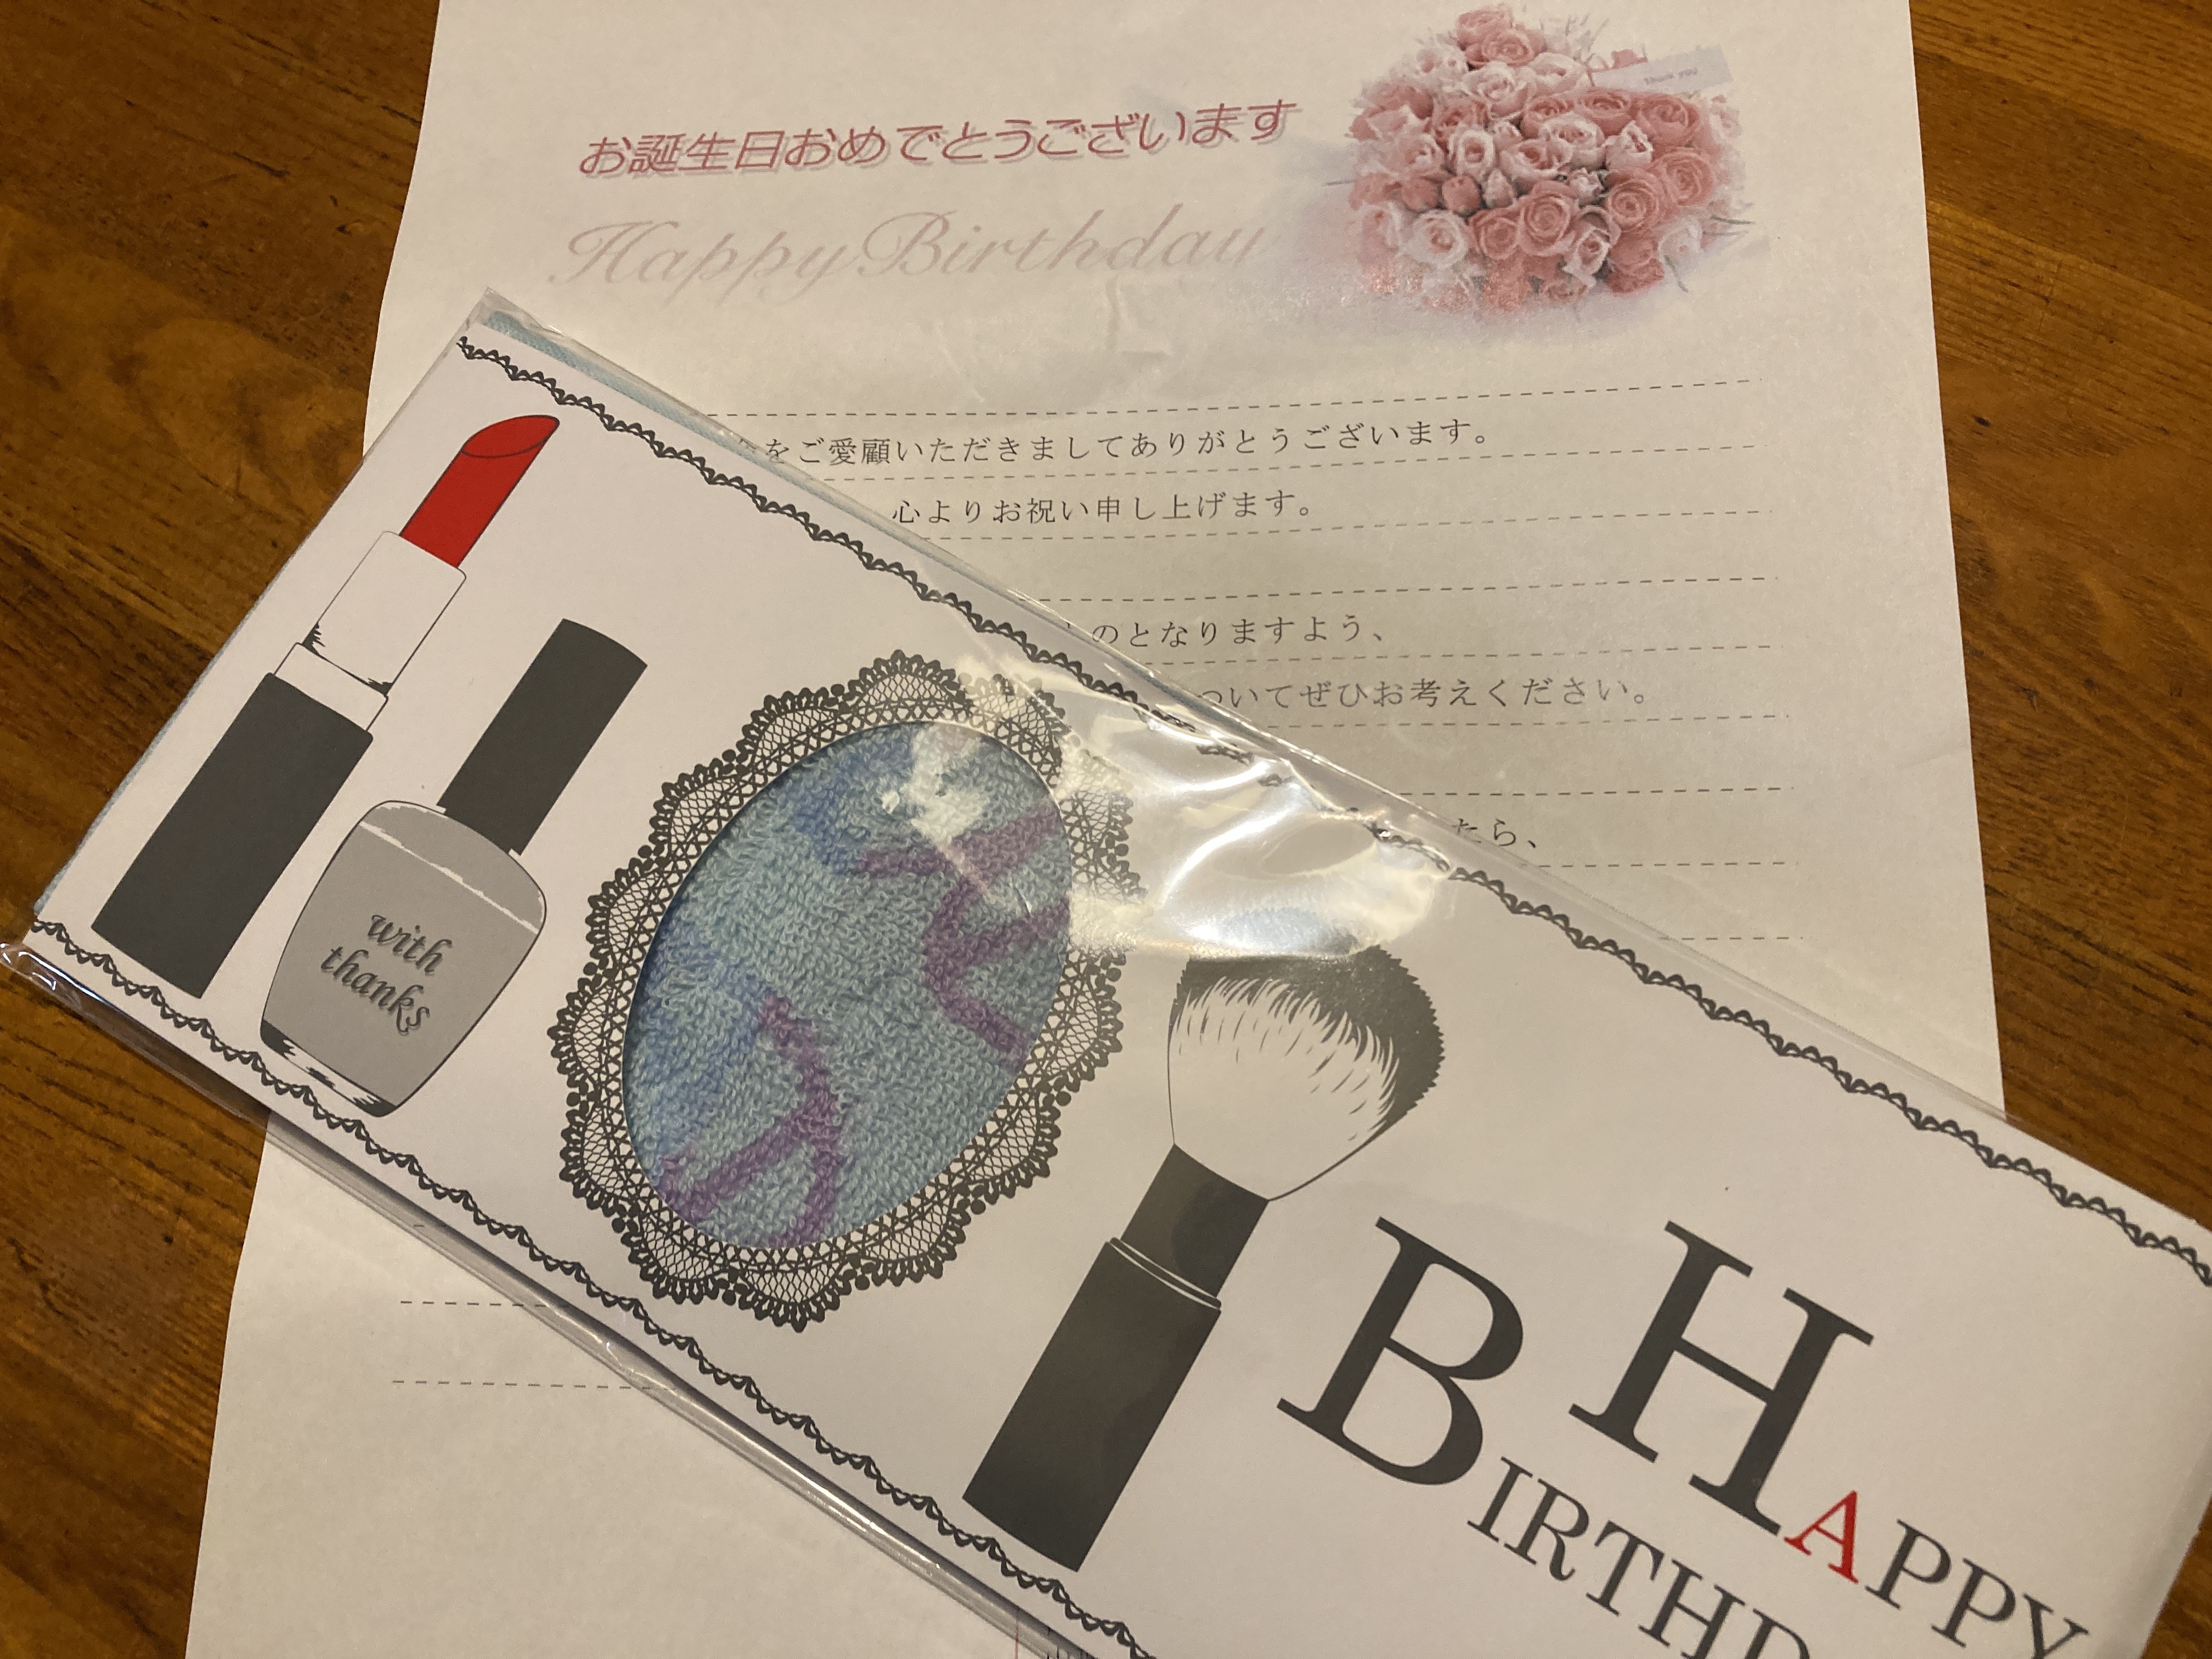 Thank you
お誕生日おめでとうございます
Happy Birthday
をご愛顧いただきましてありがとうございます。
心よりお祝い申し上げます。
のとなりますよう、
ついてぜひお考えください。
たら、
with
thanks
HAPPY
BIRTHD